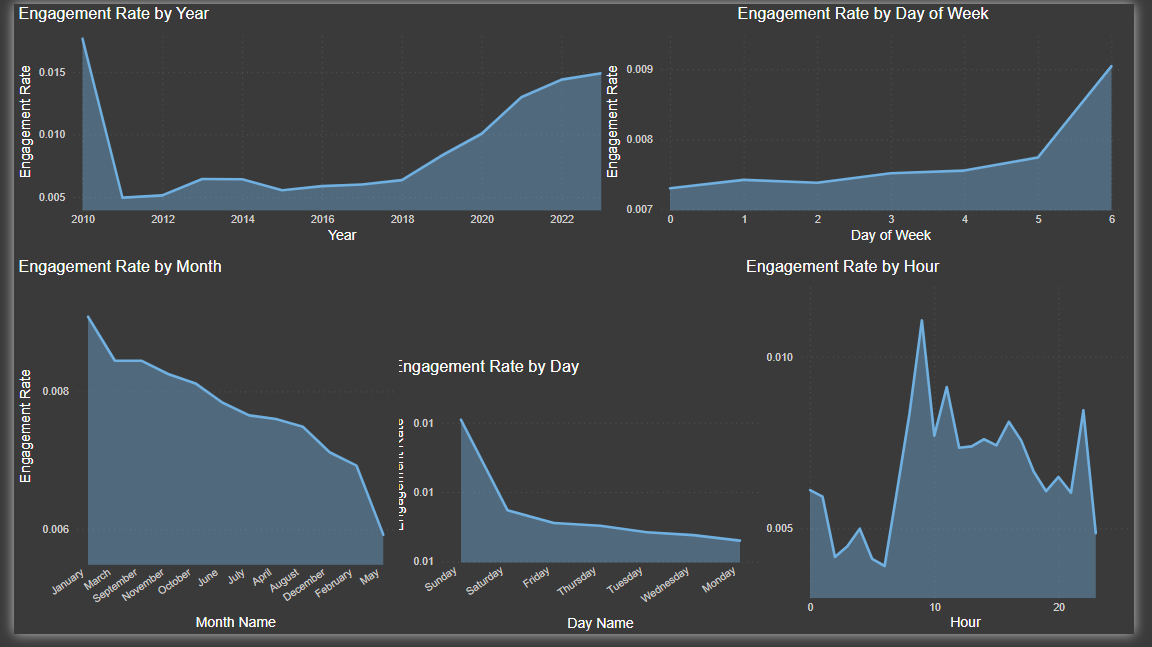 Engagement Rate by Year
Engagement Rate
0.015
0.010
0.005
2010 2012 2014 2016 2018 2020 2022
Year
Engagement Rate by Day of Week
Engagement Rate
0.009
0.008
0.007
0 1 2 3 4 5 6
Day of Week
Engagement Rate by Month
Engagement Rate
0.008
0.006
January March September November October June July April August December February May
Month Name
Engagement Rate by Day
Engagement Rate
0.01
0.01
0.01
Sunday Saturday Friday Thursday Tuesday Wednesday Monday
Day Name
Engagement Rate by Hour
0.010
0.005
0 10 20
Hour